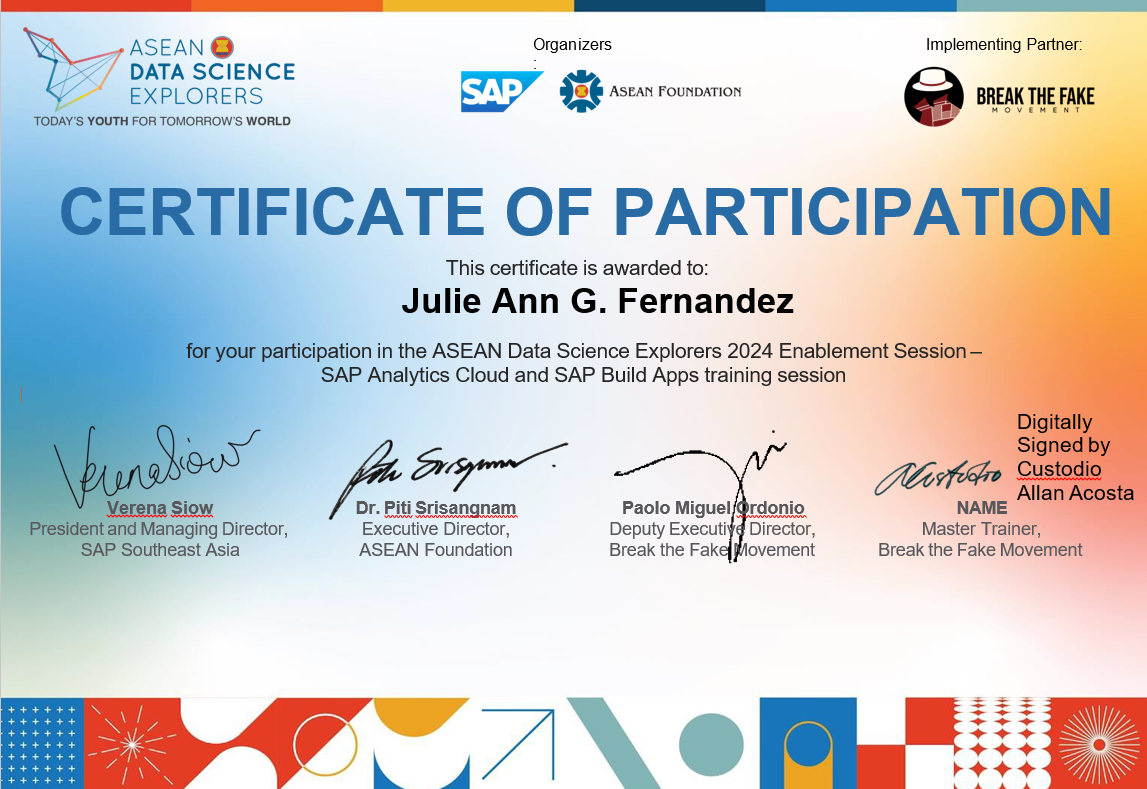 ASEAN
DATA SCIENCE
EXPLORERS
TODAY'S YOUTH FOR TOMORROW'S WORLD
Organizers
:
SAP
ASEAN FOUNDATION
Implementing Partner:
BREAK THE FAKE
MOVEMENT
CERTIFICATE OF PARTICIPATION
This certificate is awarded to:
Julie Ann G. Fernandez
for your participation in the ASEAN Data Science Explorers 2024 Enablement Session –
SAP Analytics Cloud and SAP Build Apps training session
Verena Siow
Verena Siow
President and Managing Director,
SAP Southeast Asia
Dr. Piti Srisangnam
Executive Director,
ASEAN Foundation
Paolo Miguel Ordonio
Deputy Executive Director,
Break the Fake Movement
Digitally
Signed by
Custodio
Allan Acosta
NAME
Master Trainer,
Break the Fake Movement